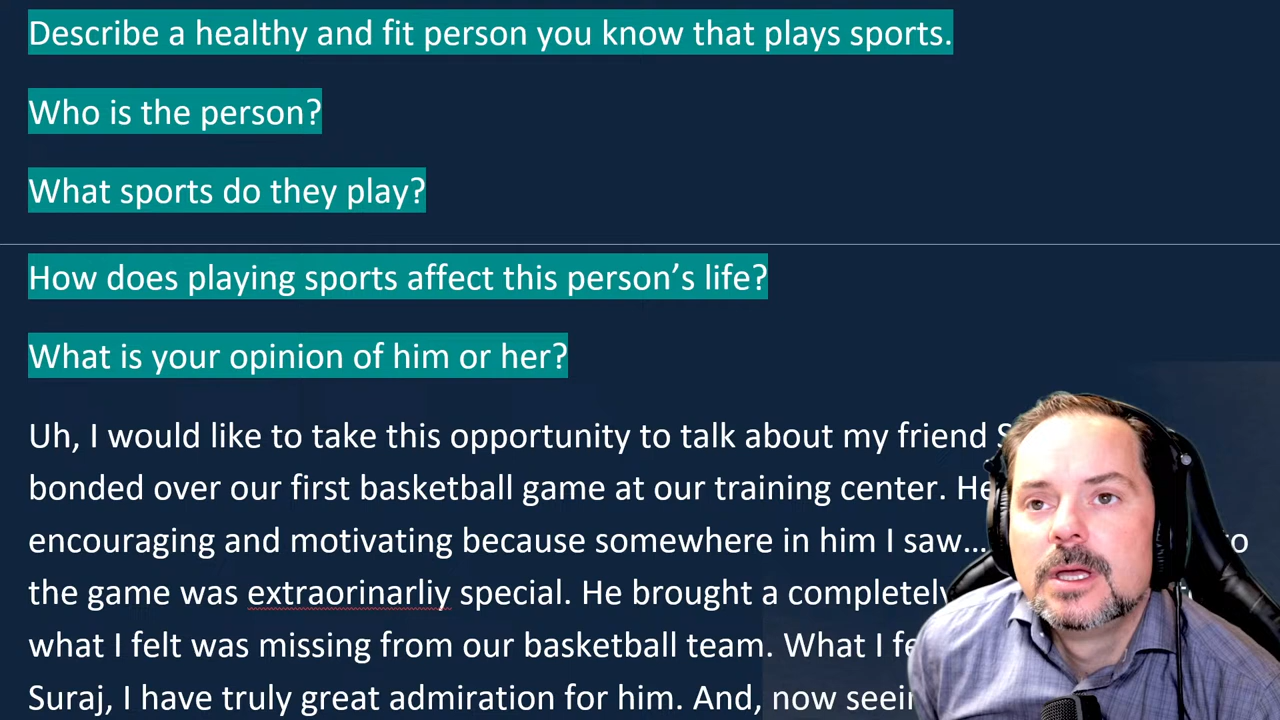 Describe a healthy and fit person you know that plays sports.
Who is the person?
What sports do they play?
How does playing sports affect this person’s life?
What is your opinion of him or her?
Uh, I would like to take this opportunity to talk about my friend
bonded over our first basketball game at our training center. He
encouraging and motivating because somewhere in him I saw...
the game was extraorinarliy special. He brought a completely
what I felt was missing from our basketball team. What I
Suraj, I have truly great admiration for him. And, now